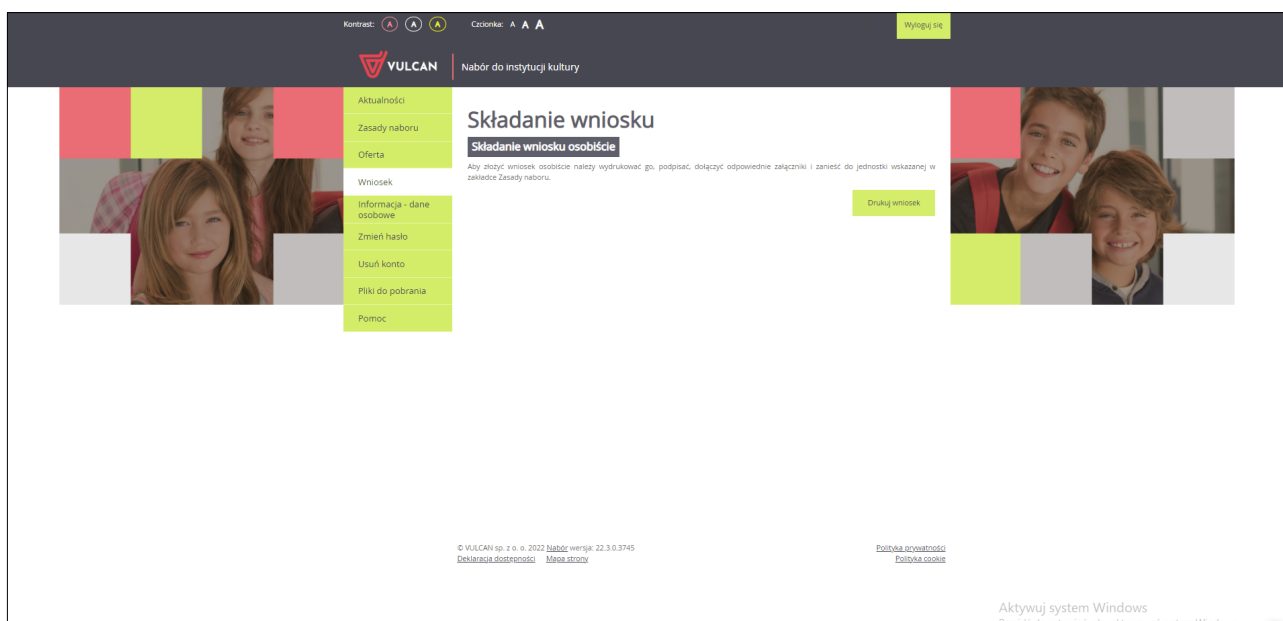 Kontrast: A A A Czcionka: A A A Wyloguj się
VULCAN Nabór do instytucji kultury
Aktualności
Zasady naboru
Oferta
Wniosek
Informacja - dane
osobowe
Zmień hasło
Usuń konto
Pliki do pobrania
Pomoc
Składanie wniosku
Składanie wniosku osobiście
Aby złożyć wniosek osobiście należy wydrukować go, podpisać, dołączyć odpowiednie załączniki i zanieść do jednostki wskazanej w
zakładce Zasady naboru.
Drukuj wniosek
© VULCAN sp. z o. o. 2022 Nabór wersja: 22.3.0.3745
Deklaracja dostępności Mapa strony
Polityka prywatności
Polityka cookie
Aktywuj system Windows